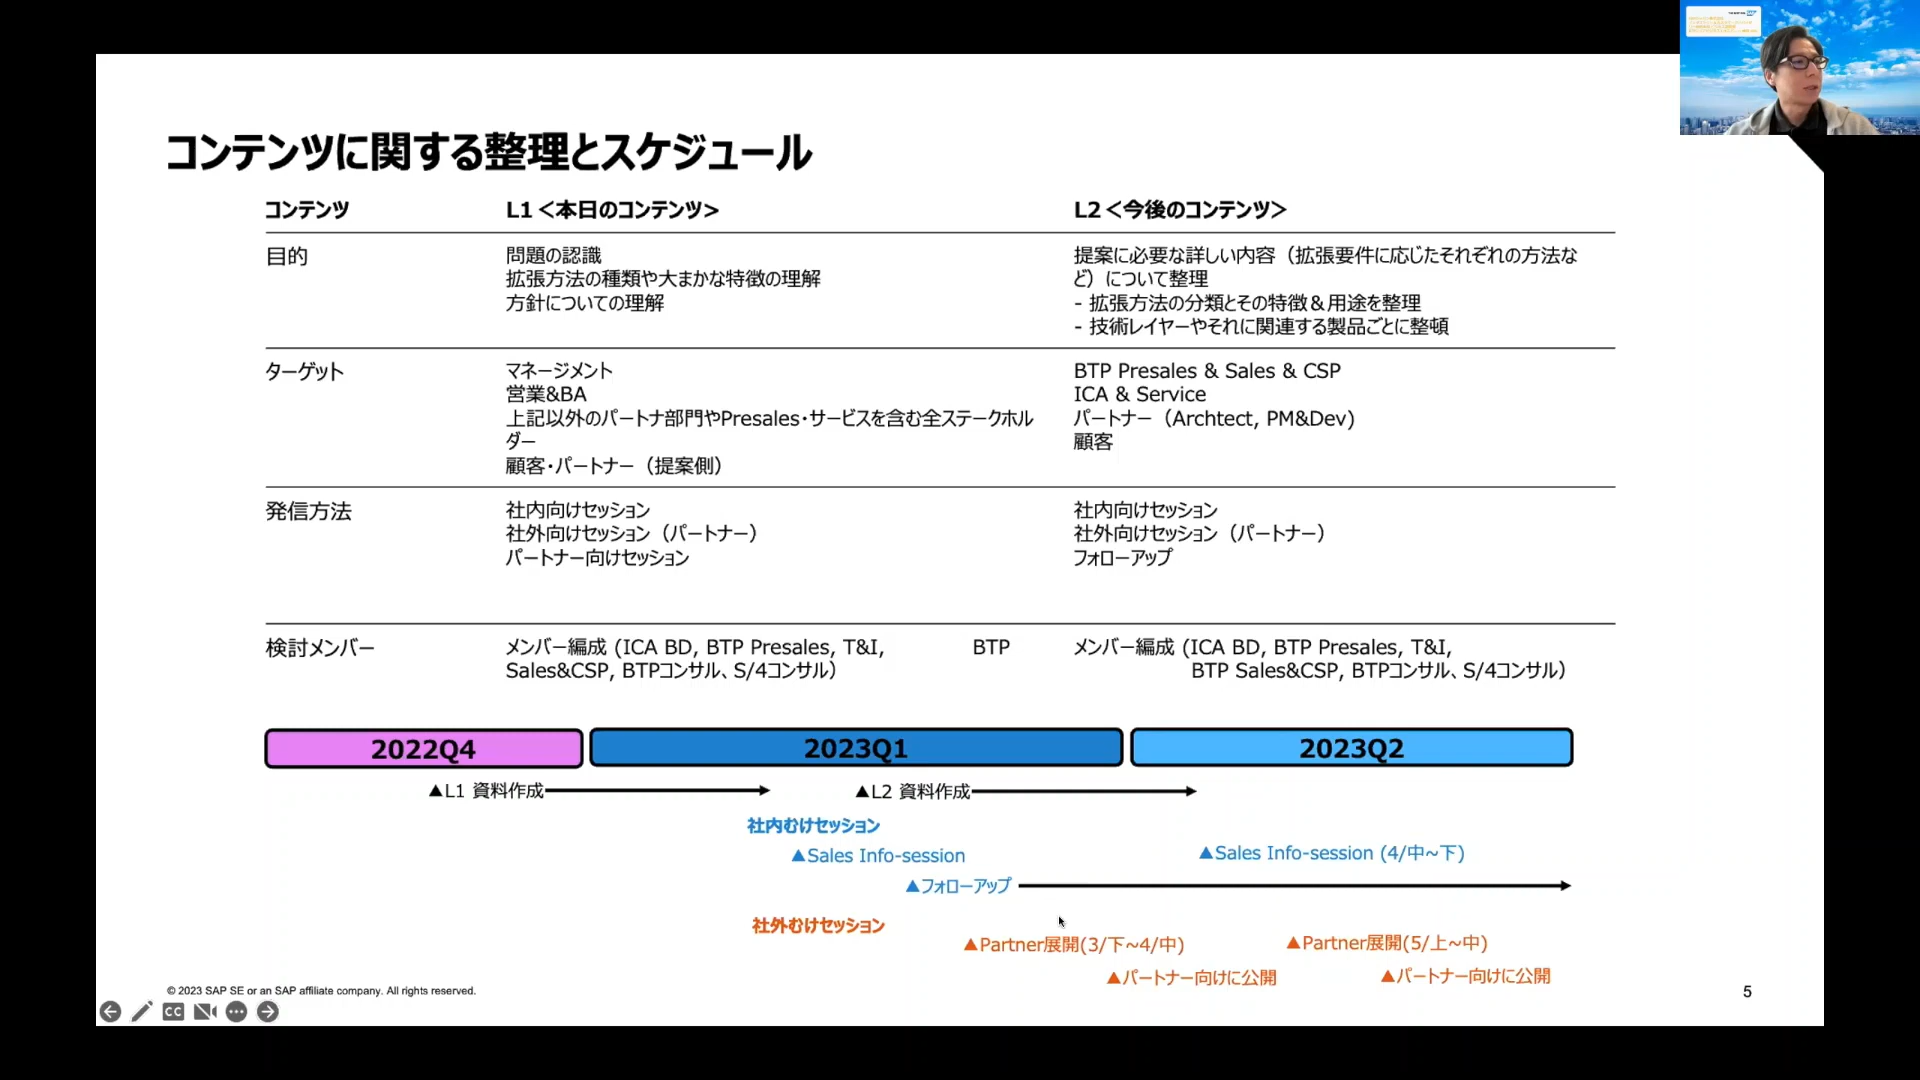 コンテンツに関する整理とスケジュール
コンテンツ
L1＜本日のコンテンツ＞
L2＜今後のコンテンツ＞
目的
問題の認識
拡張方法の種類や大まかな特徴の理解
方針についての理解
提案に必要な詳しい内容（拡張要件に応じたそれぞれの方法な
ど）について整理
- 拡張方法の分類とその特徴＆用途を整理
- 技術レイヤーやそれに関連する製品ごとに整頓
ターゲット
マネージメント
営業&BA
上記以外のパートナ部門やPresales・サービスを含む全ステークホル
ダー
顧客・パートナー（提案側）
BTP Presales & Sales & CSP
ICA & Service
パートナー（Archtect, PM&Dev)
顧客
発信方法
社内向けセッション
社外向けセッション（パートナー）
パートナー向けセッション
社内向けセッション
社外向けセッション（パートナー）
フォローアップ
検討メンバー
メンバー編成 (ICA BD, BTP Presales, T&I, BTP
Sales&CSP, BTPコンサル、S/4コンサル）
メンバー編成 (ICA BD, BTP Presales, T&I,
BTP Sales&CSP, BTPコンサル、S/4コンサル）
2022Q4
2023Q1
2023Q2
▲L1 資料作成
▲L2 資料作成
社内むけセッション
▲Sales Info-session
▲Sales Info-session (4/中~下)
▲フォローアップ
社外むけセッション
▲Partner展開(3/下~4/中)
▲Partner展開(5/上~中)
▲パートナー向けに公開
▲パートナー向けに公開
© 2023 SAP SE or an SAP affiliate company. All rights reserved.
5
CC